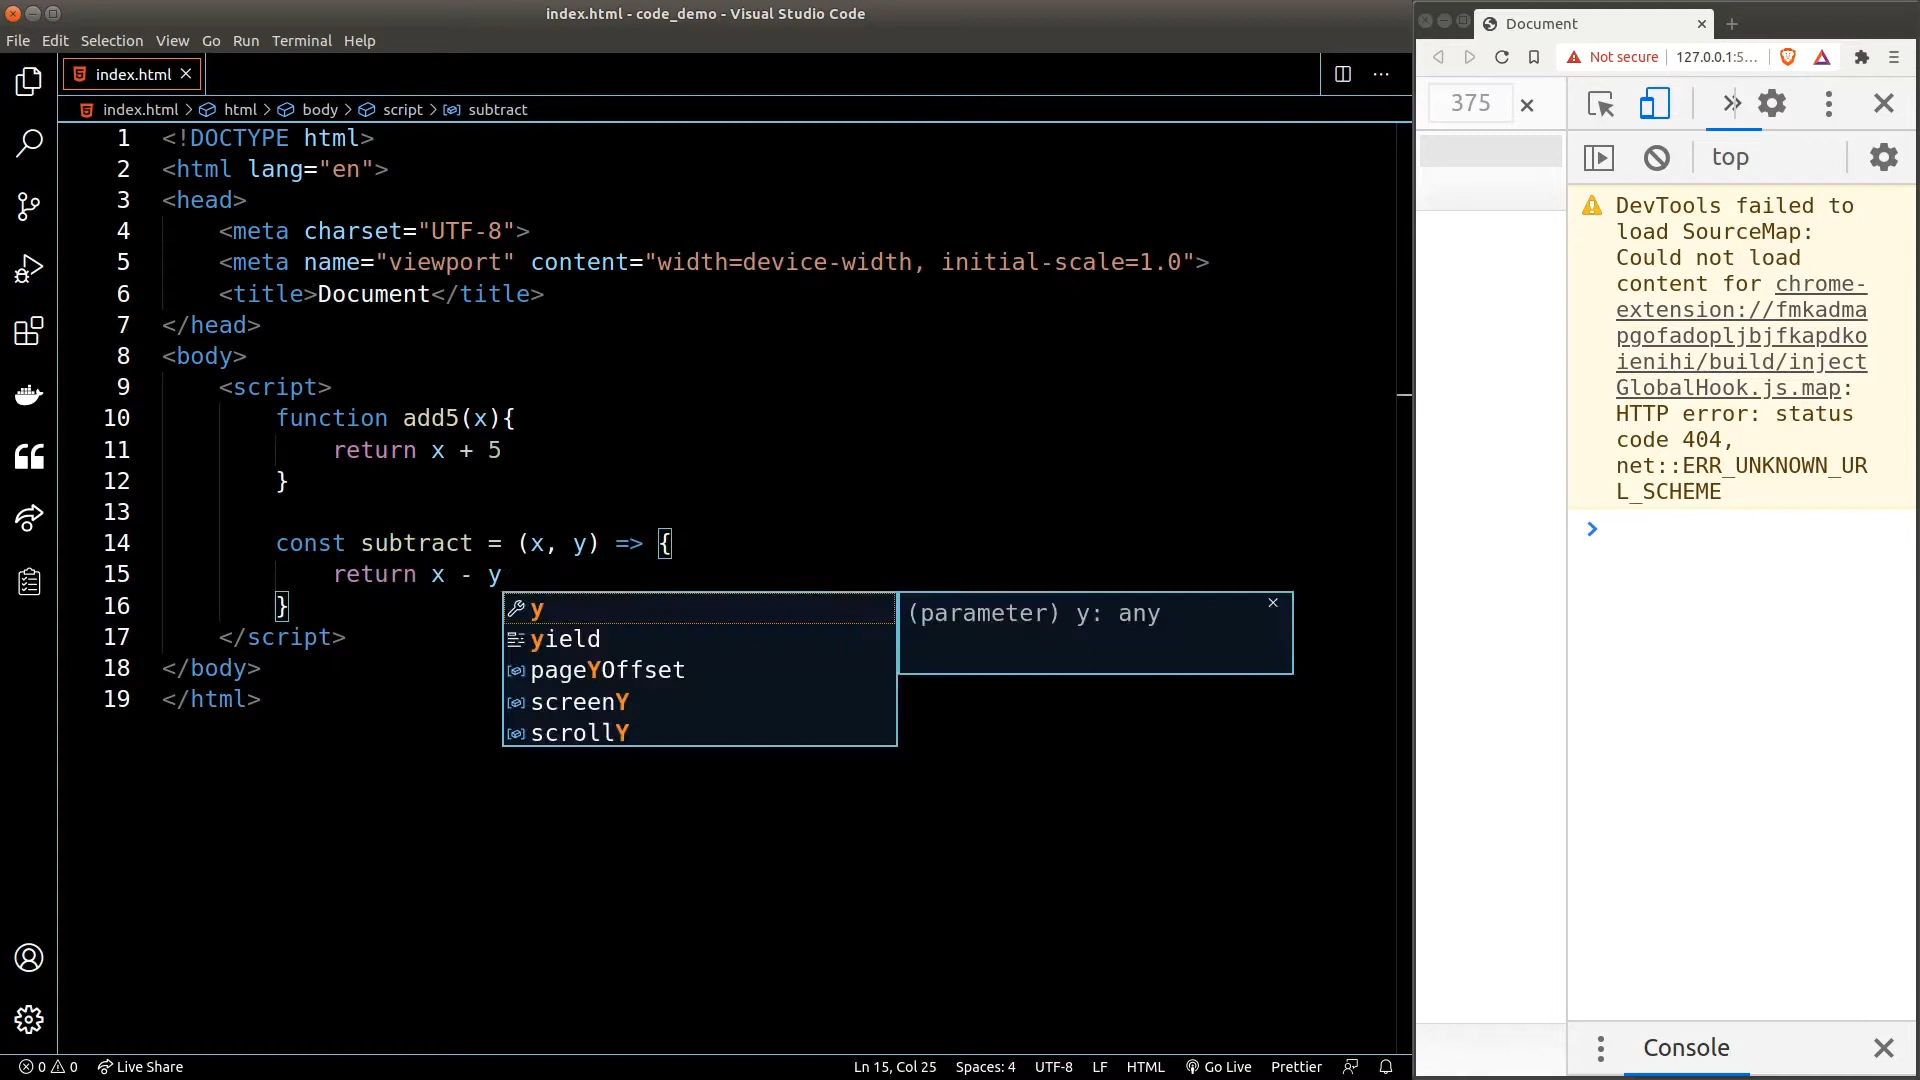 index.html - code_demo - Visual Studio Code
File Edit Selection View Go Run Terminal Help
index.html
index.html > html > body > script > subtract
1 <!DOCTYPE html>
2 <html lang="en">
3 <head>
4 <meta charset="UTF-8">
5 <meta name="viewport" content="width=device-width, initial-scale=1.0">
6 <title>Document</title>
7 </head>
8 <body>
9 <script>
10 function add5(x){
11 return x + 5
12 }
13
14 const subtract = (x, y) => {
15 return x - y
16 }
17 </script>
18 </body>
19 </html>
y
yield
pageYOffset
screenY
scrollY
(parameter) y: any
0 0 Live Share
Ln 15, Col 25 Spaces: 4 UTF-8 LF HTML Go Live Prettier
Document
Not secure 127.0.0.1:5...
375
top
DevTools failed to
load SourceMap:
Could not load
content for chrome-
extension://fmkadma
pgofadopljbjfkapdko
ienihi/build/inject
GlobalHook.js.map:
HTTP error: status
code 404,
net::ERR_UNKNOWN_UR
L_SCHEME
Console